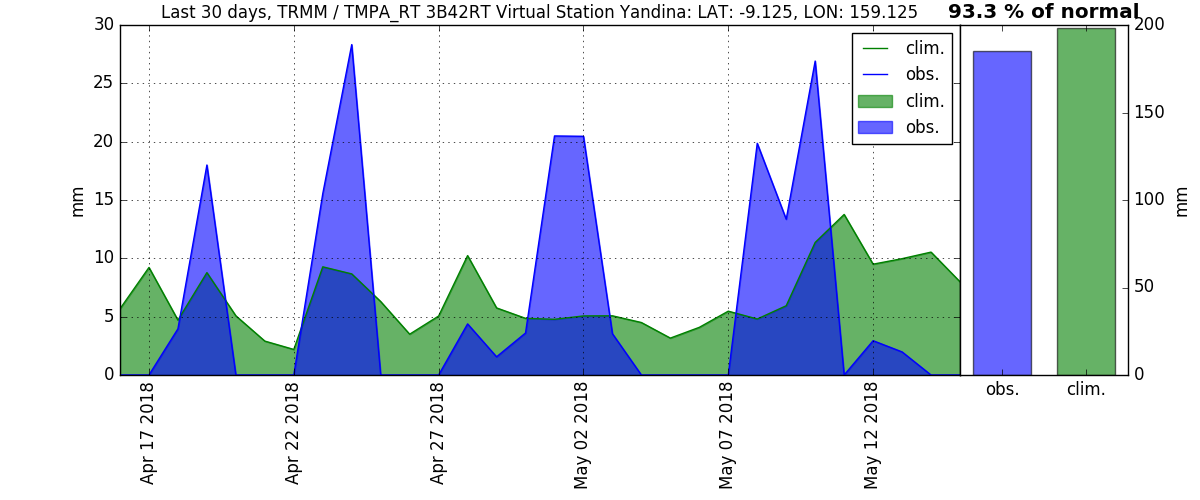 Last 30 days, TRMM / TMPA_RT 3B42RT Virtual Station Yandina: LAT: -9.125, LON: 159.125
93.3 % of normal
30
25
20
15
10
5
0
mm
clim.
obs.
clim.
obs.
200
150
100
50
0
mm
obs.
clim.
Apr 17 2018
Apr 22 2018
Apr 27 2018
May 02 2018
May 07 2018
May 12 2018